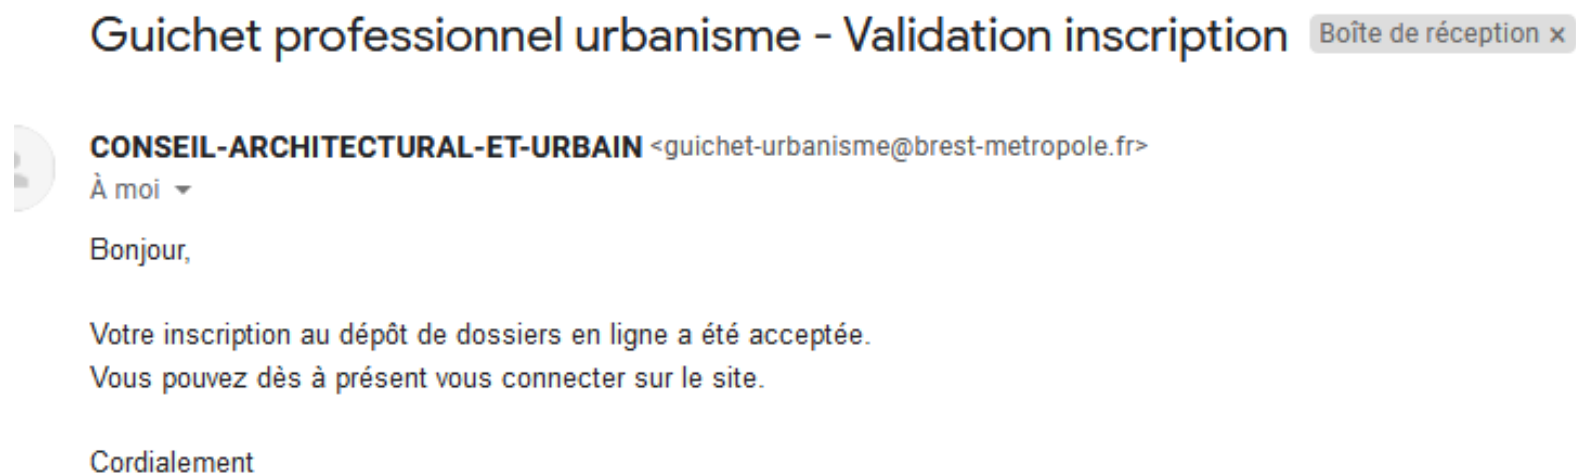 Guichet professionnel urbanisme - Validation inscription Boîte de réception x
CONSEIL-ARCHITECTURAL-ET-URBAIN <guichet-urbanisme@brest-metropole.fr>
À moi
Bonjour,
Votre inscription au dépôt de dossiers en ligne a été acceptée.
Vous pouvez dès à présent vous connecter sur le site.
Cordialement